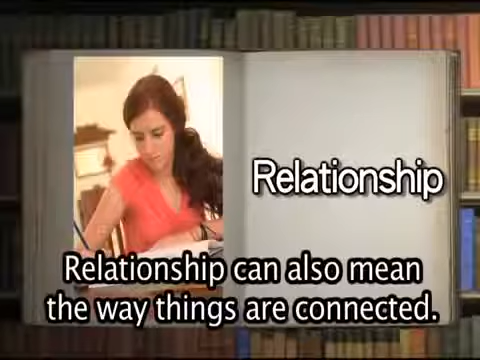 Relationship
Relationship can also mean
the way things are connected.